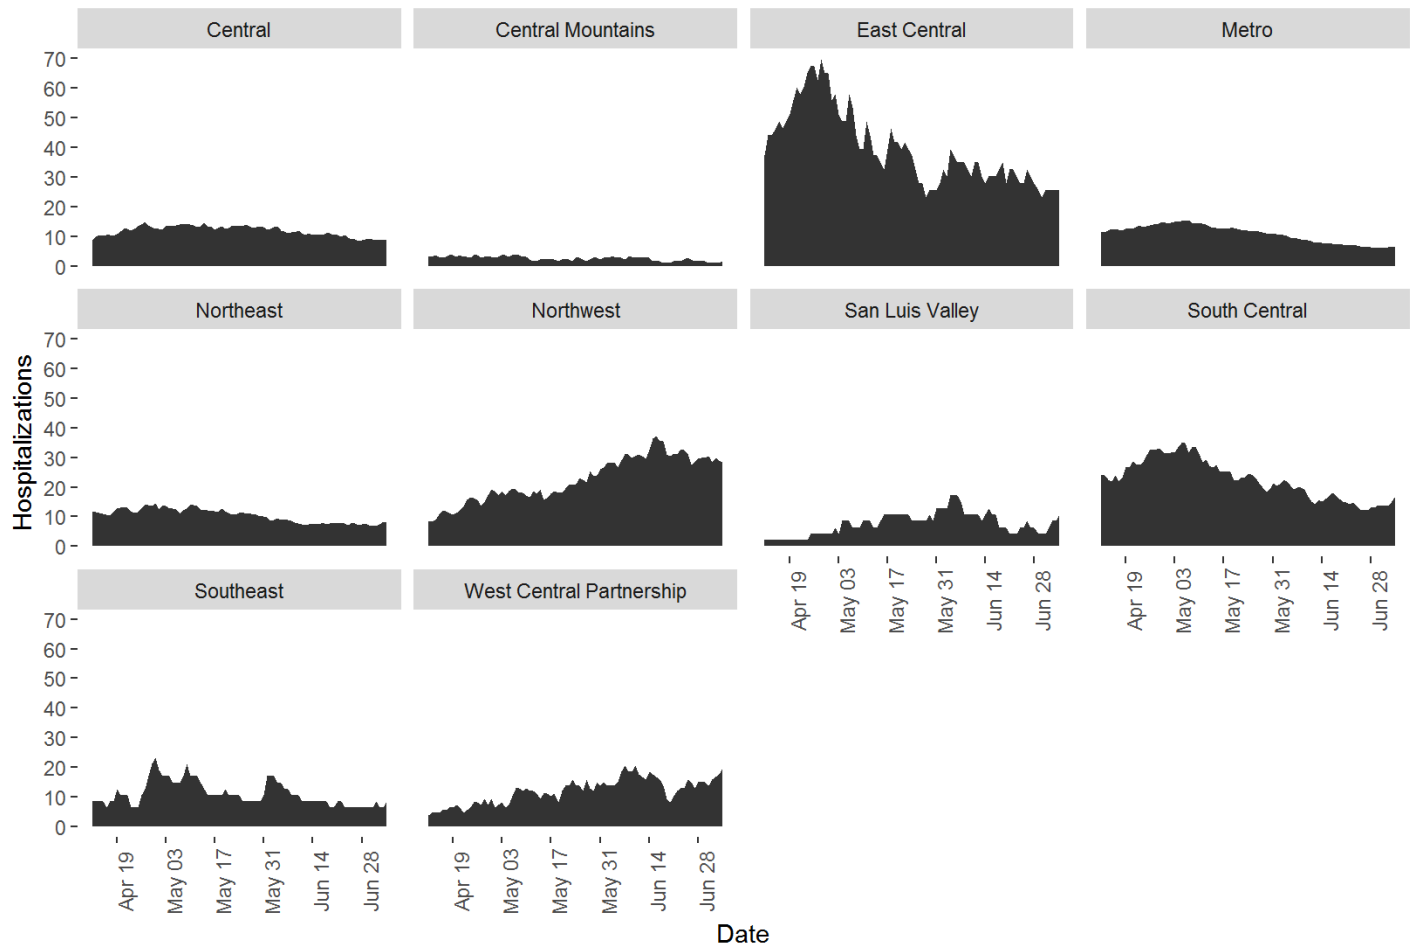 Central
Central Mountains
East Central
Metro
70
60
50
40
30
20
10
0
Northeast
Northwest
San Luis Valley
South Central
70
60
50
40
30
20
10
0
Apr 19
May 03
May 17
May 31
Jun 14
Jun 28
Apr 19
May 03
May 17
May 31
Jun 14
Jun 28
Southeast
West Central Partnership
70
60
50
40
30
20
10
0
Apr 19
May 03
May 17
May 31
Jun 14
Jun 28
Apr 19
May 03
May 17
May 31
Jun 14
Jun 28
Hospitalizations
Date